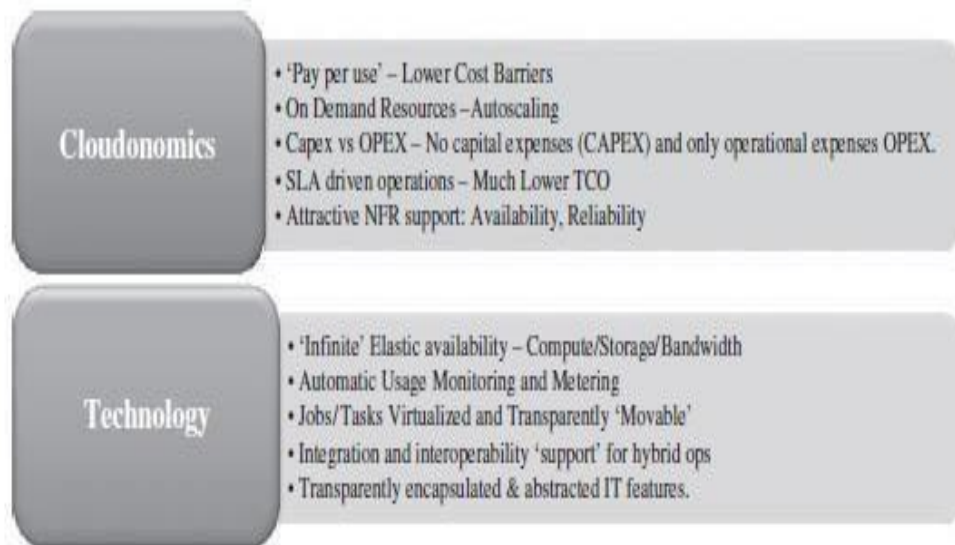 Cloudonomics
• 'Pay per use' – Lower Cost Barriers
• On Demand Resources –Autoscaling
• Capex vs OPEX – No capital expenses (CAPEX) and only operational expenses OPEX.
• SLA driven operations – Much Lower TCO
• Attractive NFR support: Availability, Reliability
Technology
• 'Infinite' Elastic availability – Compute/Storage/Bandwidth
• Automatic Usage Monitoring and Metering
• Jobs/Tasks Virtualized and Transparently 'Movable'
• Integration and interoperability 'support' for hybrid ops
• Transparently encapsulated & abstracted IT features.